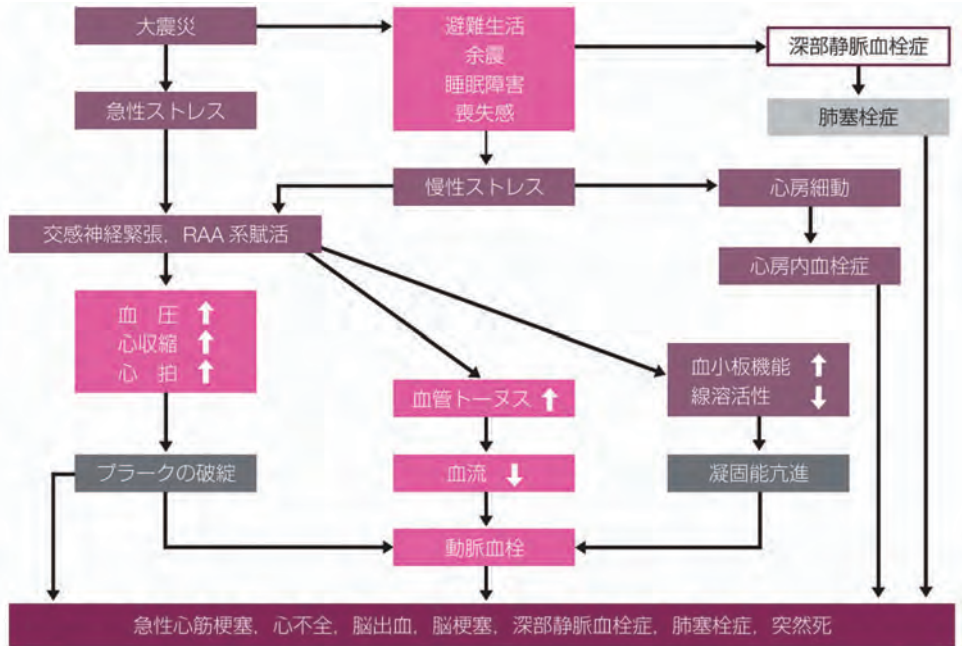 大震災
避難生活
余震
睡眠障害
喪失感
深部静脈血栓症
急性ストレス
肺塞栓症
慢性ストレス
心房細動
交感神経緊張，RAA 系賦活
心房内血栓症
血　圧 ↑
心収縮 ↑
心　拍 ↑
血小板機能 ↑
線溶活性 ↓
血管トーヌス ↑
プラークの破綻
血流 ↓
凝固能亢進
動脈血栓
急性心筋梗塞，心不全，脳出血，脳梗塞，深部静脈血栓症，肺塞栓症，突然死